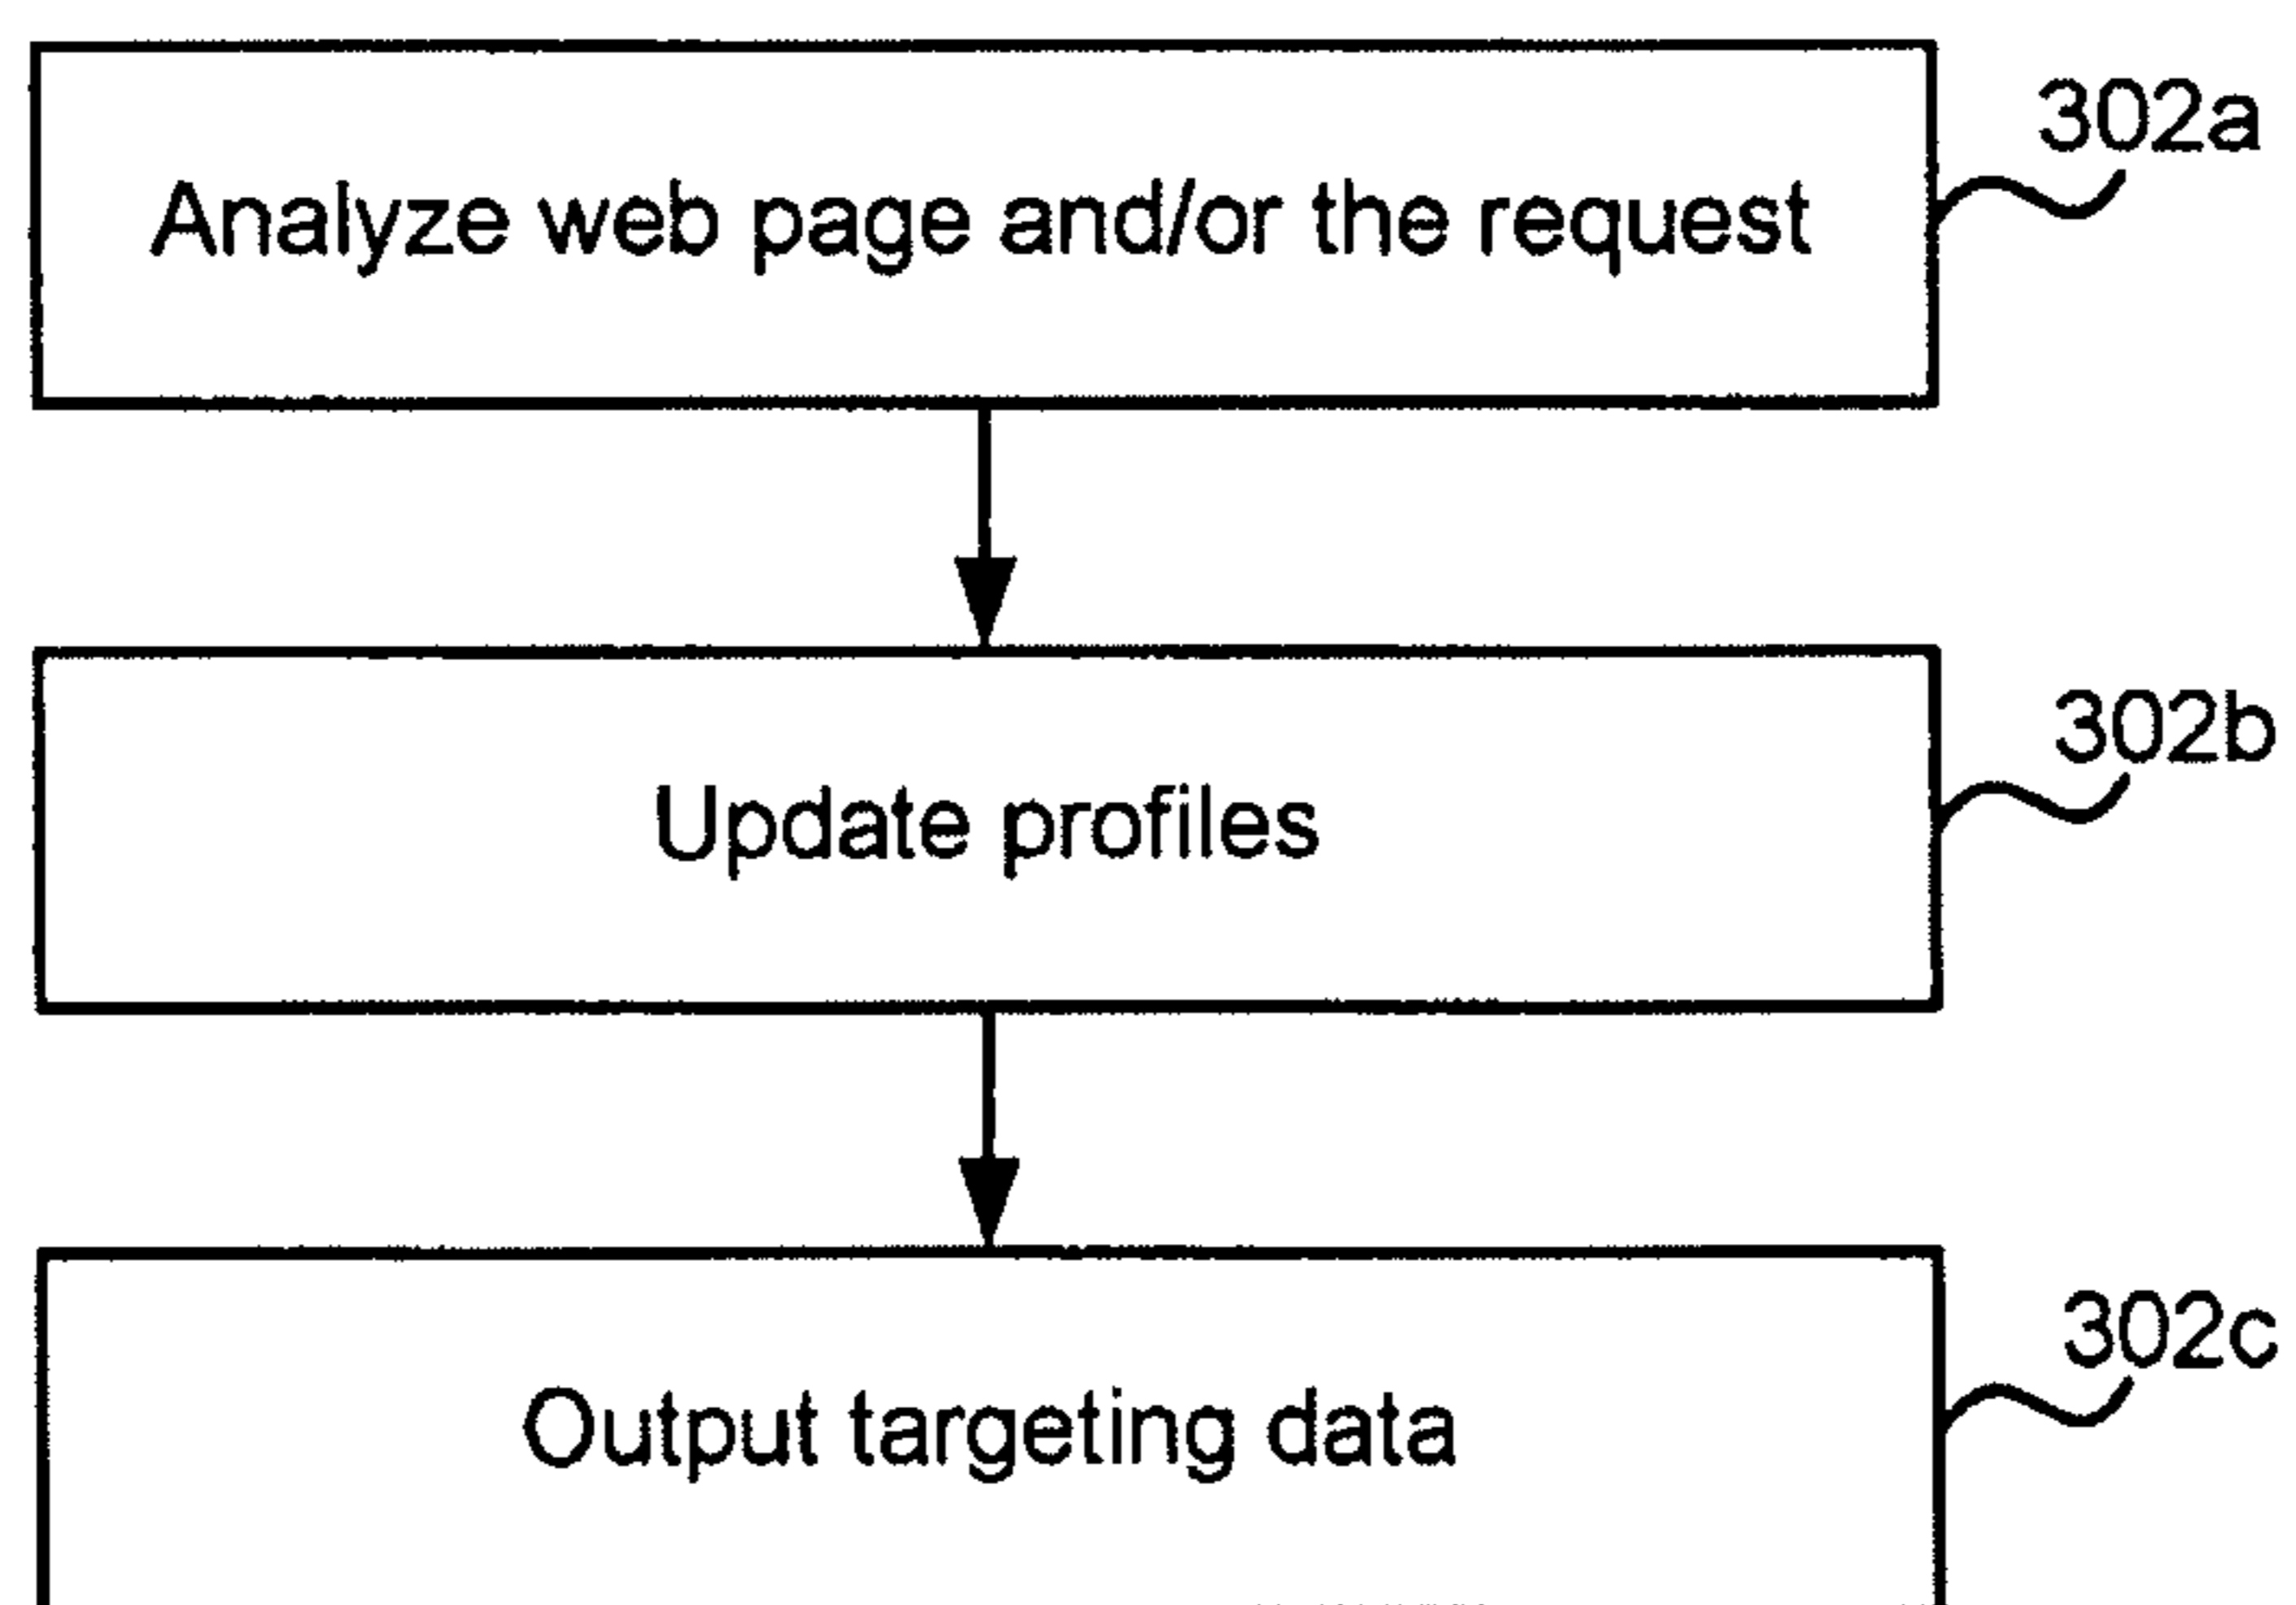 302a
Analyze web page and/or the request
302b
Update profiles
302c
Output targeting data